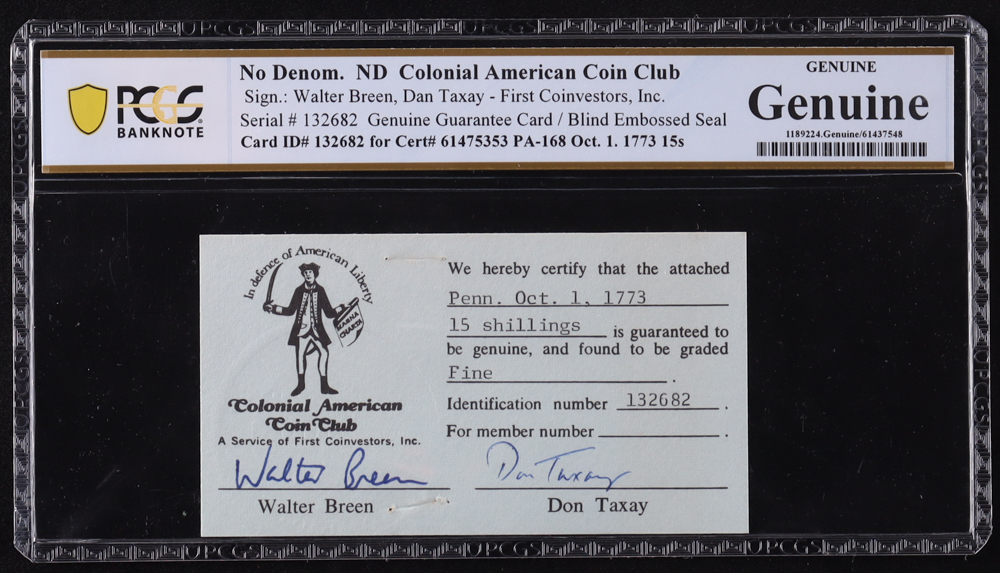 No Denom. ND Colonial American Coin Club
Sign.: Walter Breen, Dan Taxay - First Coinvestors, Inc.
Serial # 132682 Genuine Guarantee Card / Blind Embossed Seal
Card ID# 132682 for Cert# 61475353 PA-168 Oct. 1. 1773 15s
PCGS
BANKNOTE
GENUINE
Genuine
1189224.Genuine/61437548
In defence of American Liberty
MAGNA
CHARTA
Colonial American
Coin Club
A Service of First Coinvestors, Inc.
We hereby certify that the attached
Penn. Oct. 1, 1773
15 shillings is guaranteed to
be genuine, and found to be graded
Fine .
Identification number 132682 .
For member number .
Walter Breen
Don Taxay
Walter Breen
Don Taxay
PCGS PCGS PCGS PCGS